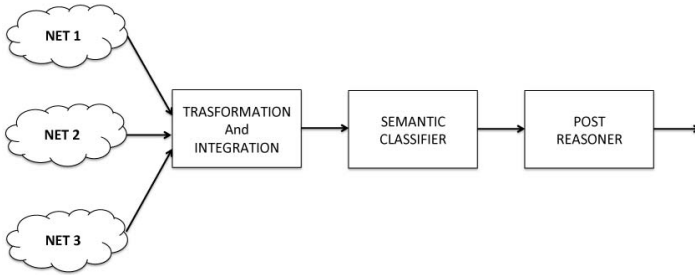 NET 1
NET 2
NET 3
TRASFORMATION
And
INTEGRATION
SEMANTIC
CLASSIFIER
POST
REASONER